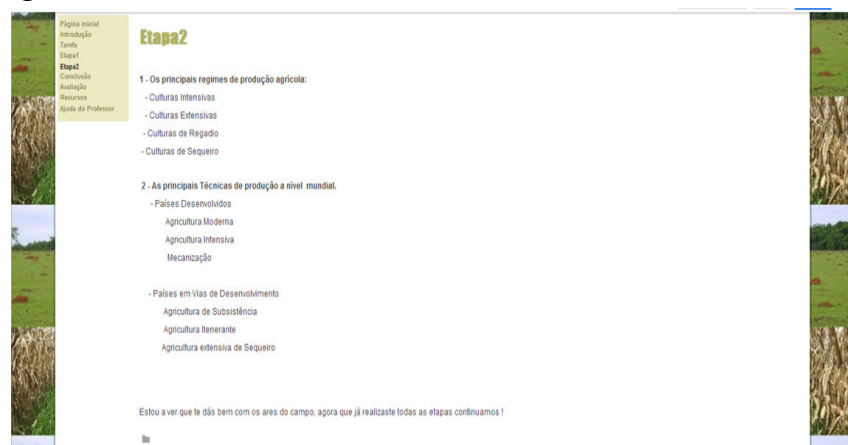 Página inicial
Introdução
Tarefa
Etapa1
Etapa2
Conclusão
Avaliação
Recursos
Ajuda do Professor
Etapa2
1 - Os principais regimes de produção agrícola:
- Culturas Intensivas
- Culturas Extensivas
- Culturas de Regadio
- Culturas de Sequeiro
2 - As principais Técnicas de produção a nível mundial.
- Países Desenvolvidos
Agricultura Moderna
Agricultura Intensiva
Mecanização
- Países em Vias de Desenvolvimento
Agricultura de Subsistência
Agricultura Itenerante
Agricultura extensiva de Sequeiro
Estou a ver que te dás bem com os ares do campo, agora que já realizaste todas as etapas continuamos !